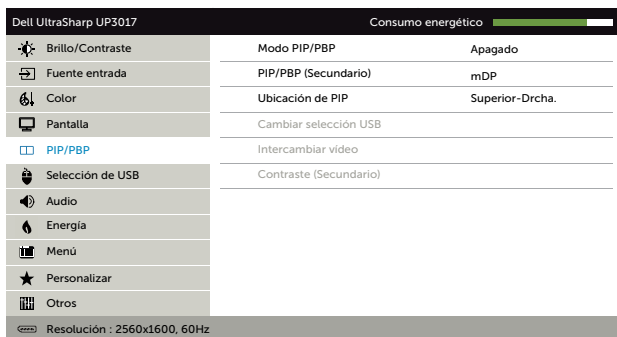 Dell UltraSharp UP3017 Consumo energético
Brillo/Contraste
Fuente entrada
Color
Pantalla
PIP/PBP
Selección de USB
Audio
Energía
Menú
Personalizar
Otros
Modo PIP/PBP Apagado
PIP/PBP (Secundario) mDP
Ubicación de PIP Superior-Drcha.
Cambiar selección USB
Intercambiar vídeo
Contraste (Secundario)
Resolución : 2560x1600, 60Hz